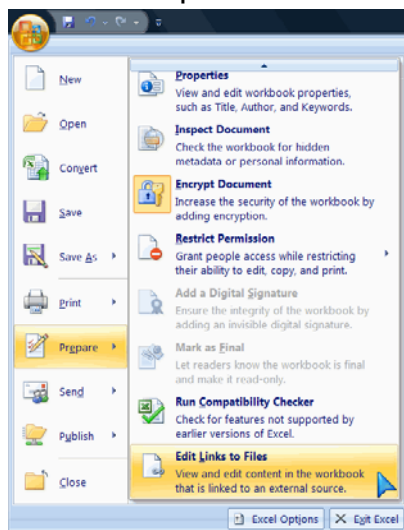 New
Open
Convert
Save
Save As
Print
Prepare
Send
Publish
Close
Properties
View and edit workbook properties,
such as Title, Author, and Keywords.
Inspect Document
Check the workbook for hidden
metadata or personal information.
Encrypt Document
Increase the security of the workbook by
adding encryption.
Restrict Permission
Grant people access while restricting
their ability to edit, copy, and print.
Add a Digital Signature
Ensure the integrity of the workbook by
adding an invisible digital signature.
Mark as Final
Let readers know the workbook is final
and make it read-only.
Run Compatibility Checker
Check for features not supported by
earlier versions of Excel.
Edit Links to Files
View and edit content in the workbook
that is linked to an external source.
Excel Options
Exit Excel